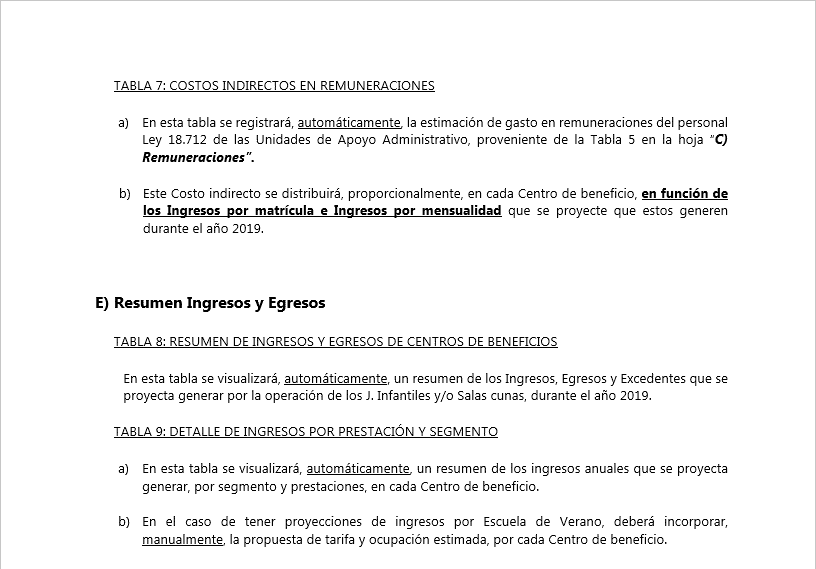 TABLA 7: COSTOS INDIRECTOS EN REMUNERACIONES
a) En esta tabla se registrará, automáticamente, la estimación de gasto en remuneraciones del personal
Ley 18.712 de las Unidades de Apoyo Administrativo, proveniente de la Tabla 5 en la hoja “C)
Remuneraciones”.
b) Este Costo indirecto se distribuirá, proporcionalmente, en cada Centro de beneficio, en función de
los Ingresos por matrícula e Ingresos por mensualidad que se proyecte que estos generen
durante el año 2019.
E) Resumen Ingresos y Egresos
TABLA 8: RESUMEN DE INGRESOS Y EGRESOS DE CENTROS DE BENEFICIOS
En esta tabla se visualizará, automáticamente, un resumen de los Ingresos, Egresos y Excedentes que se
proyecta generar por la operación de los J. Infantiles y/o Salas cunas, durante el año 2019.
TABLA 9: DETALLE DE INGRESOS POR PRESTACIÓN Y SEGMENTO
a) En esta tabla se visualizará, automáticamente, un resumen de los ingresos anuales que se proyecta
generar, por segmento y prestaciones, en cada Centro de beneficio.
b) En el caso de tener proyecciones de ingresos por Escuela de Verano, deberá incorporar,
manualmente, la propuesta de tarifa y ocupación estimada, por cada Centro de beneficio.